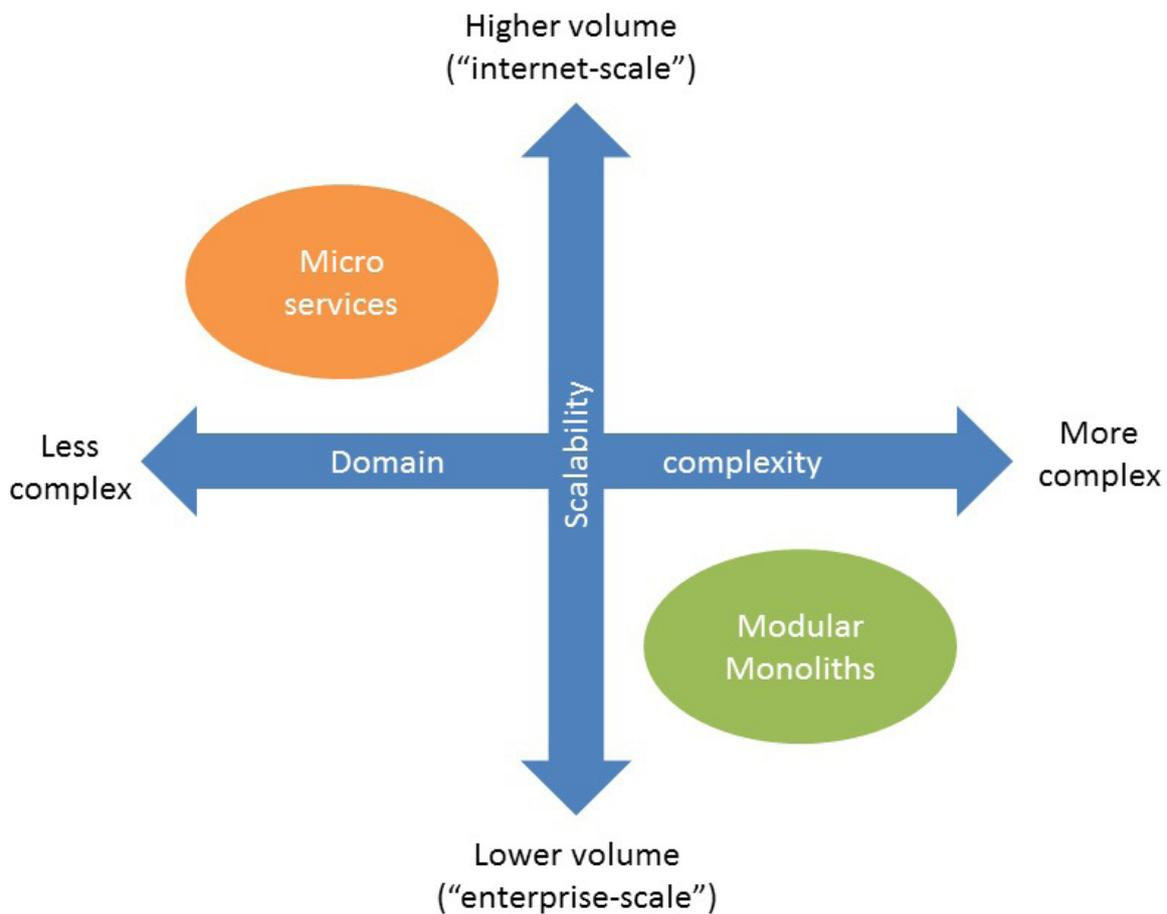 Higher volume
(“internet-scale”)
Micro
services
Scalability
Less
complex
Domain complexity
More
complex
Modular
Monoliths
Lower volume
(“enterprise-scale”)